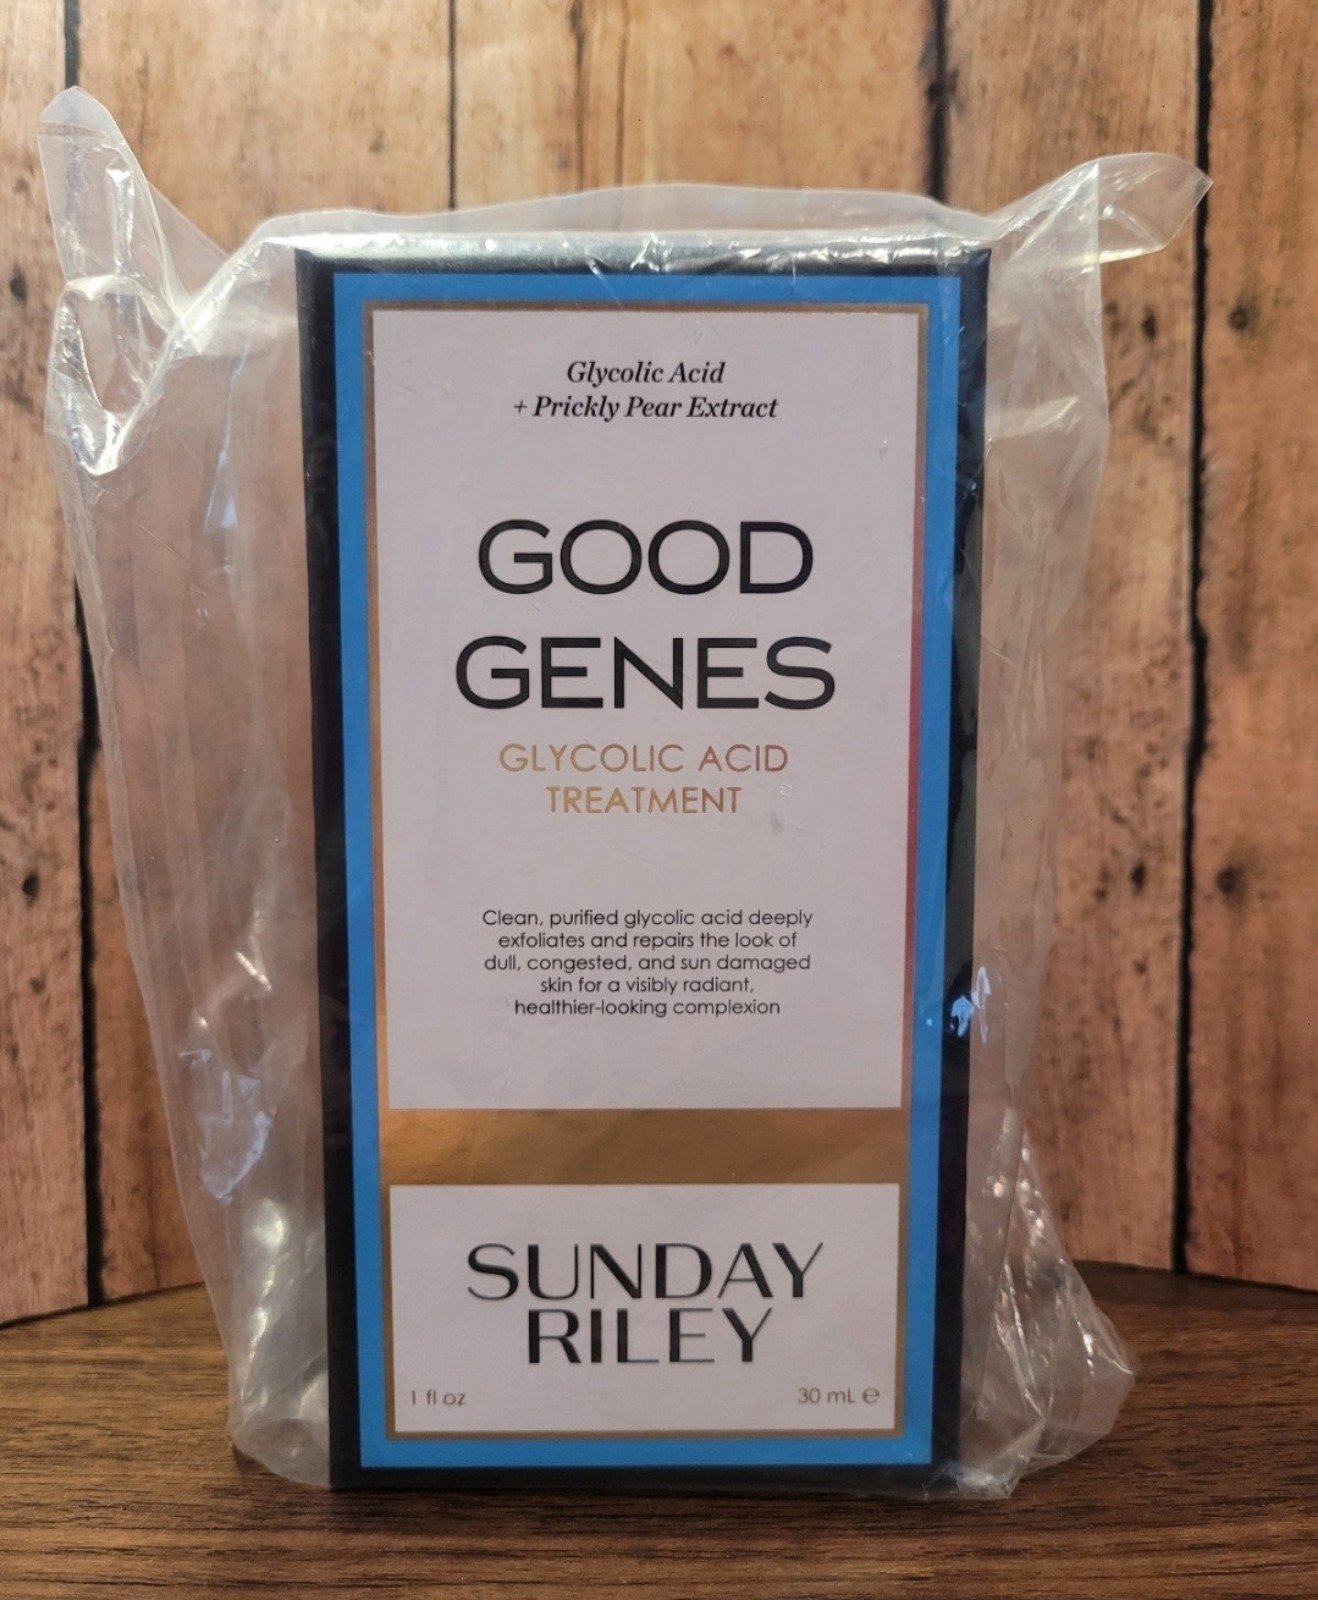 Glycolic Acid
+ Prickly Pear Extract
GOOD
GENES
GLYCOLIC ACID
TREATMENT
Clean, purified glycolic acid deeply
exfoliates and repairs the look of
dull, congested, and sun damaged
skin for a visibly radiant,
healthier-looking complexion
SUNDAY
RILEY
1 fl oz
30 mL ℮